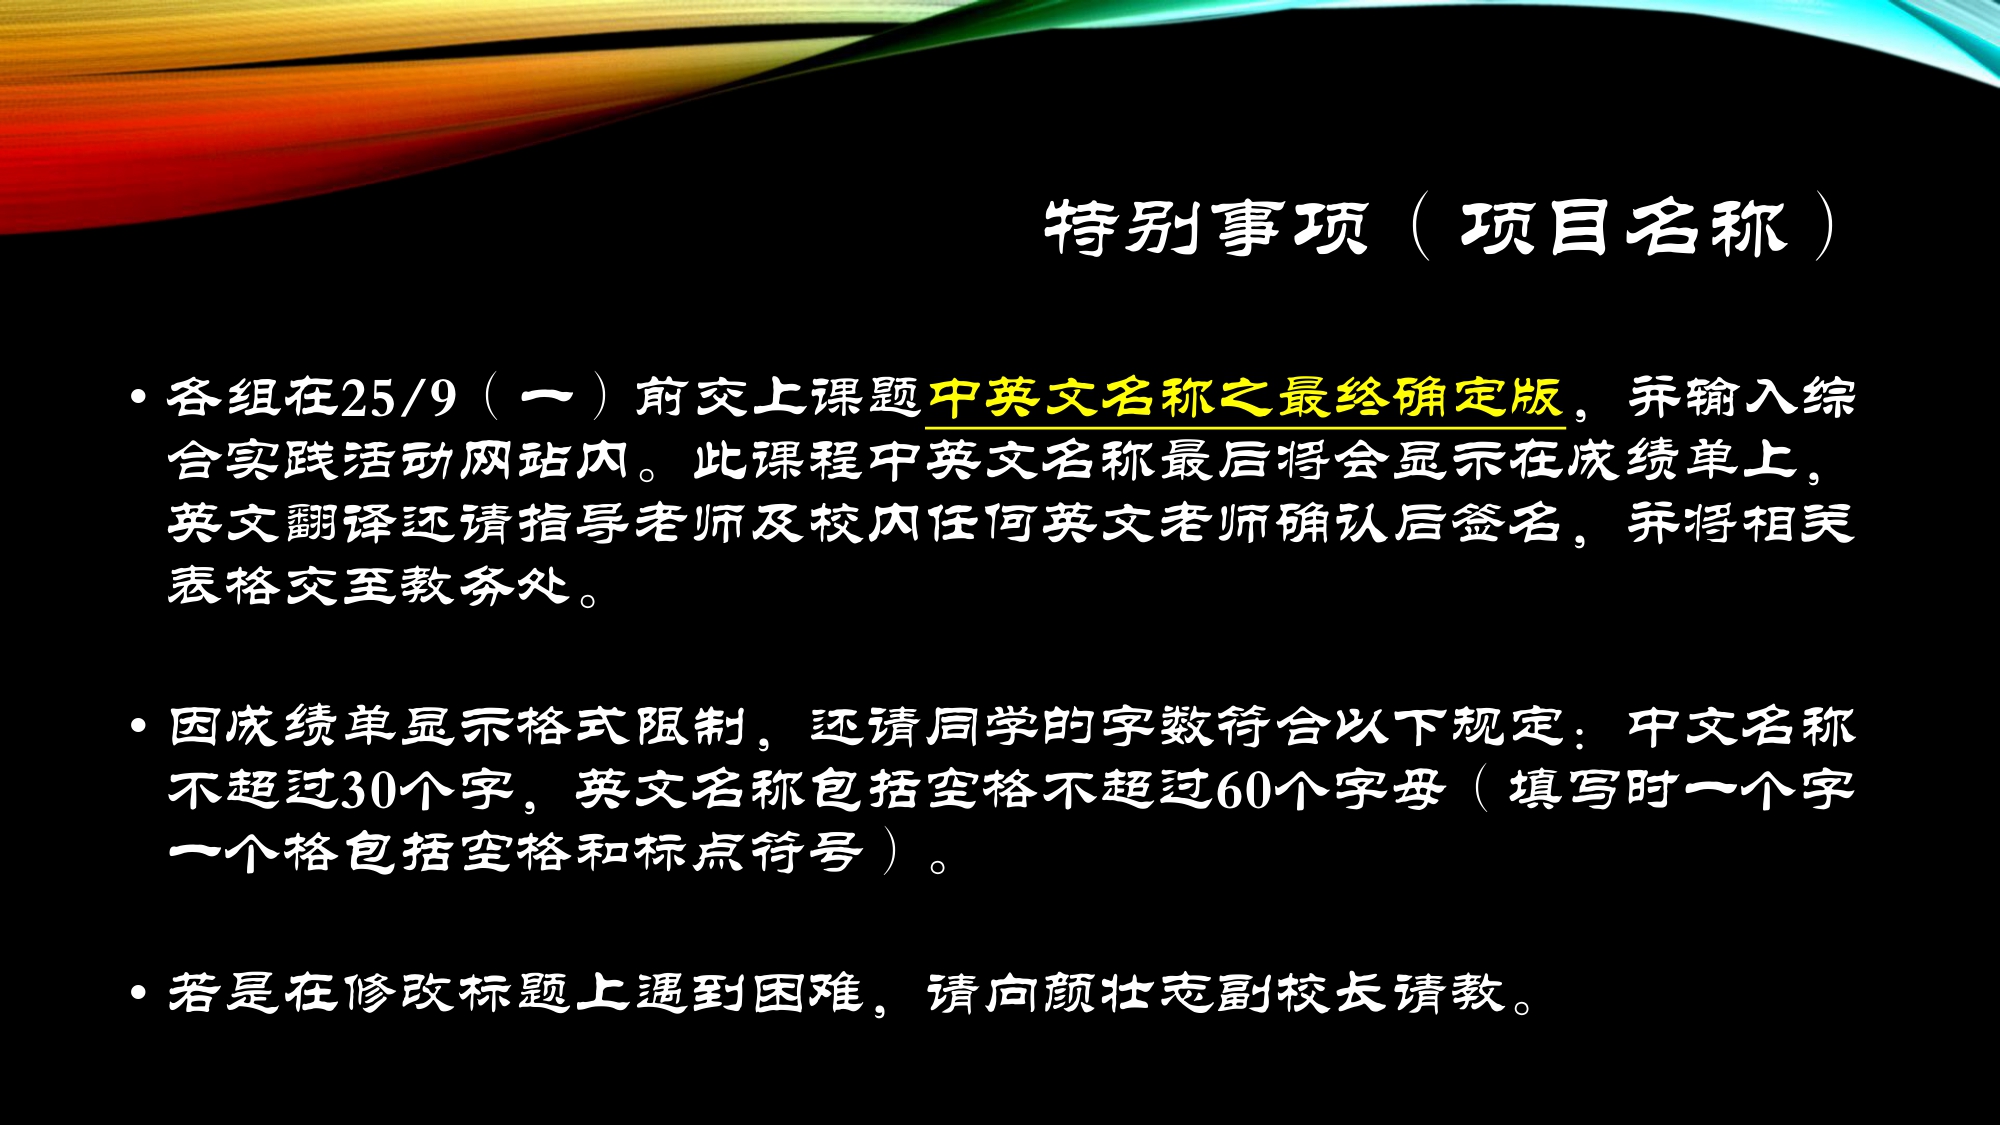 特别事项（项目名称）
• 各组在25/9（一）前交上课题中英文名称之最终确定版，并输入综
合实践活动网站内。此课程中英文名称最后将会显示在成绩单上，
英文翻译还请指导老师及校内任何英文老师确认后签名，并将相关
表格交至教务处。
• 因成绩单显示格式限制，还请同学的字数符合以下规定：中文名称
不超过30个字，英文名称包括空格不超过60个字母（填写时一个字
一个格包括空格和标点符号）。
• 若是在修改标题上遇到困难，请向颜壮志副校长请教。